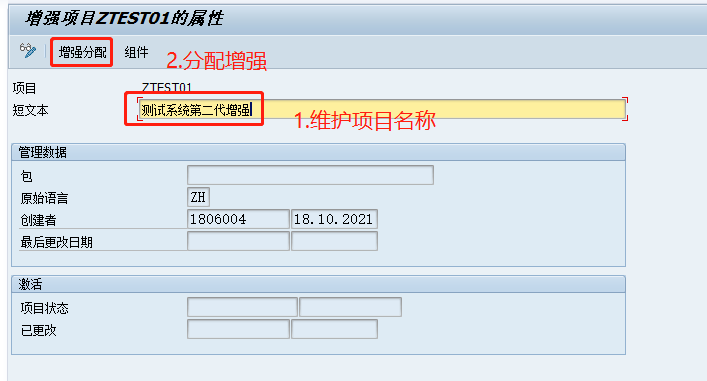 增强项目ZTEST01的属性
增强分配 组件
2.分配增强
项目 ZTEST01
短文本 测试系统第二代增强
1.维护项目名称
管理数据
包
原始语言 ZH
创建者 1806004 18.10.2021
最后更改日期
激活
项目状态
已更改